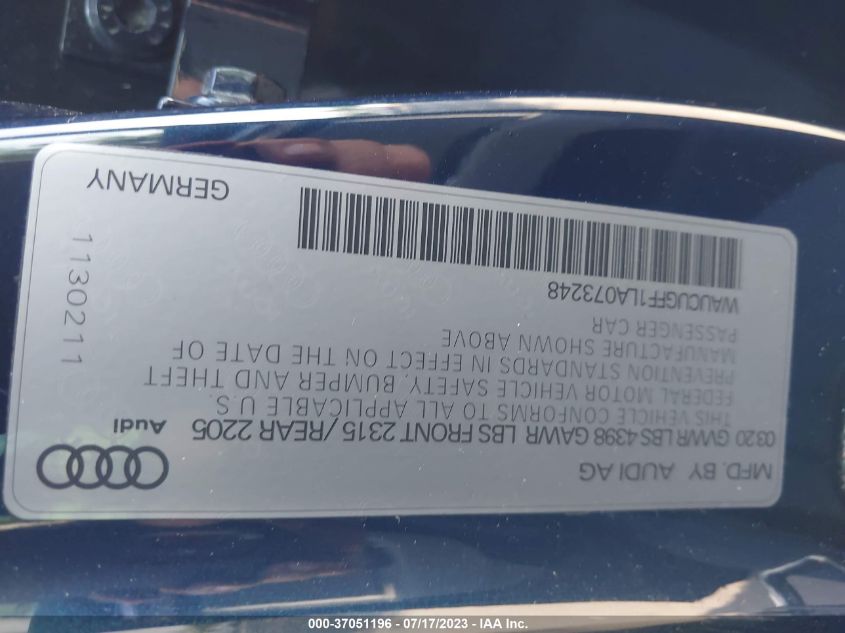 MFD. BY AUDI AG
0320 GVWR LBS 4398 GAWR LBS FRONT 2315 / REAR 2205
THIS VEHICLE CONFORMS TO ALL APPLICABLE U.S.
FEDERAL MOTOR VEHICLE SAFETY, BUMPER AND THEFT
PREVENTION STANDARDS IN EFFECT ON THE DATE OF
MANUFACTURE SHOWN ABOVE
PASSENGER CAR
WAUCUGFF1LA073248
GERMANY
Audi
1130211
000-37051196 - 07/17/2023 - IAA Inc.